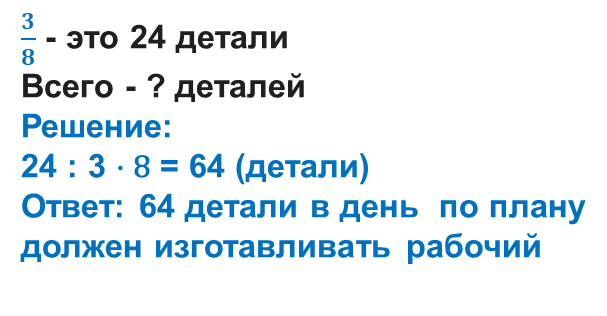 3/8 - это 24 детали
Всего - ? деталей
Решение:
24 : 3 · 8 = 64 (детали)
Ответ: 64 детали в день по плану
должен изготавливать рабочий